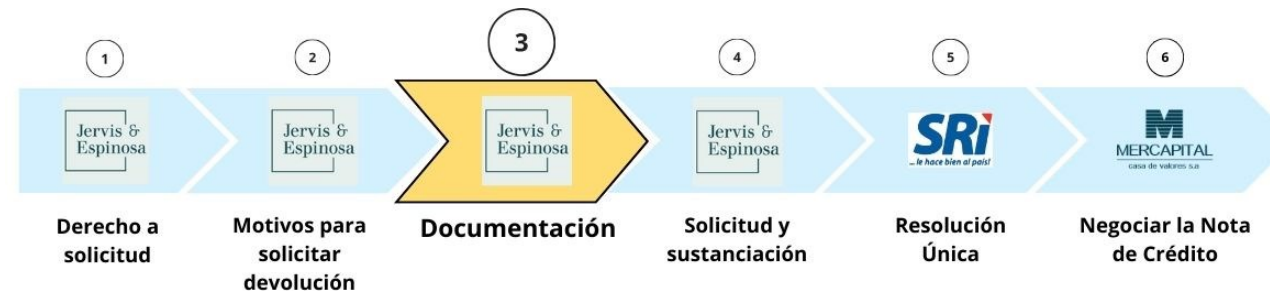 1
2
3
4
5
6
Jervis &
Espinosa
Jervis &
Espinosa
Jervis &
Espinosa
Jervis &
Espinosa
SRi
... le hace bien al país!
MERCAPITAL
casa de valores s.a
Derecho a
solicitud
Motivos para
solicitar
devolución
Documentación
Solicitud y
sustanciación
Resolución
Única
Negociar la Nota
de Crédito